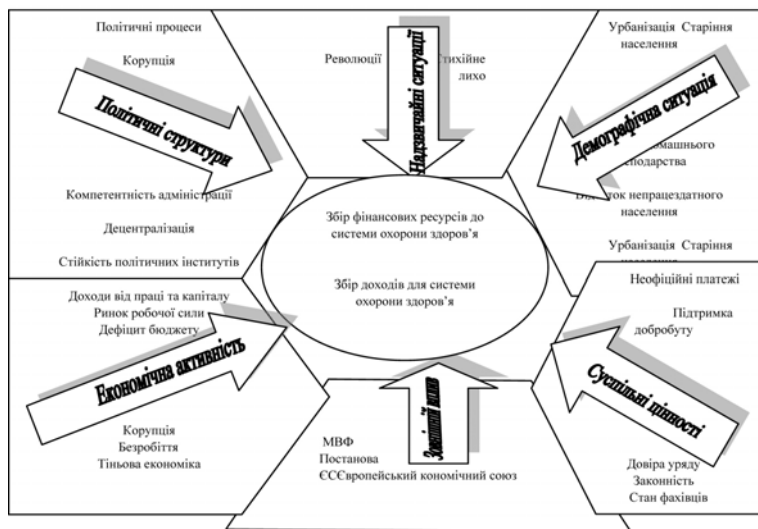 Політичні процеси
Корупція
Політичні структури
Компетентність адміністрації
Децентралізація
Стійкість політичних інститутів
Революції
Стихійне
лихо
Надзвичайні ситуації
Урбанізація Старіння
населення
Демографічна ситуація
непрацездатного
населення
Урбанізація Старіння
Збір фінансових ресурсів до
системи охорони здоров’я
Збір доходів для системи
охорони здоров’я
Доходи від праці та капіталу
Ринок робочої сили
Дефіцит бюджету
Економічна активність
Корупція
Безробіття
Тіньова економіка
МВФ
Постанова
ЄСЄвропейський кономічний союз
Зовнішній вплив
Неофіційні платежі
Підтримка
добробуту
Суспільні цінності
Довіра уряду
Законність
Стан фахівців